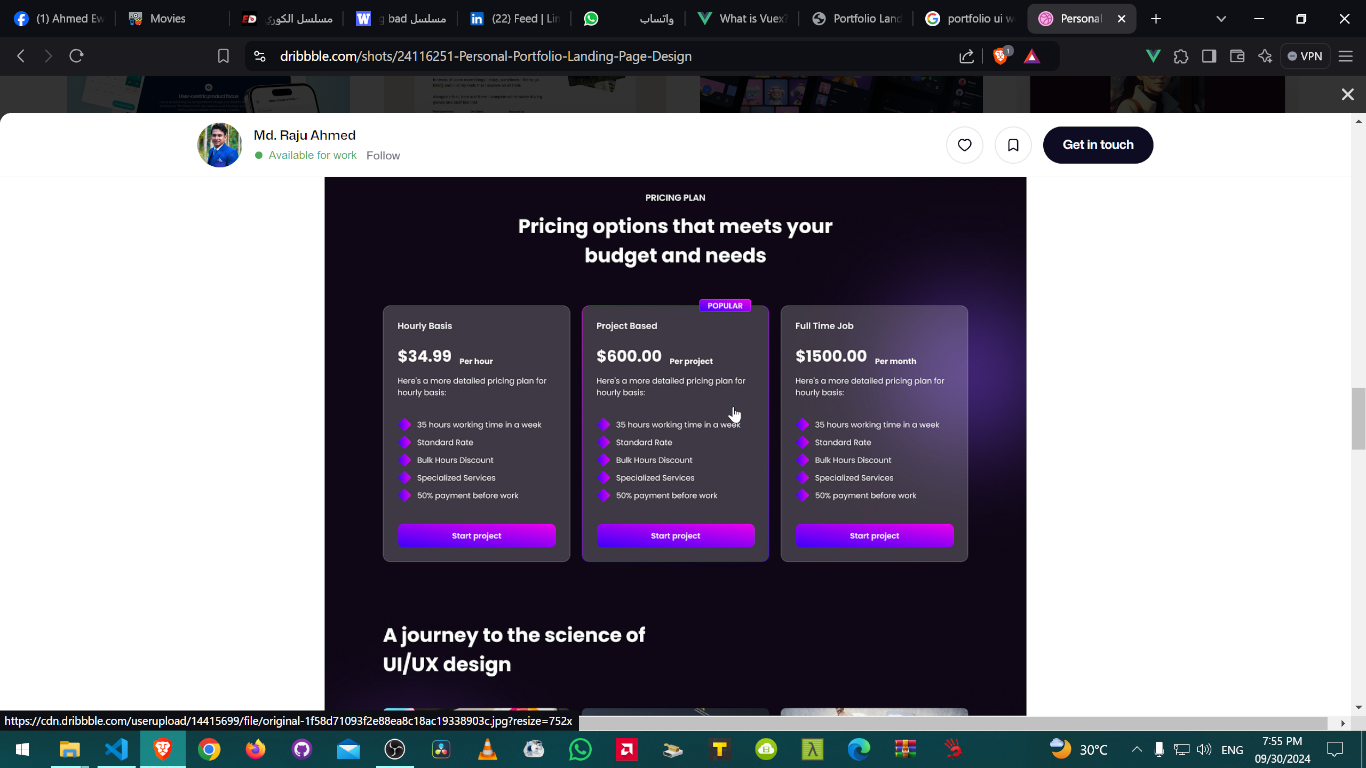 (1) Ahmed Ew
Movies
مسلسل الكوري
مسلسل bad g
(22) Feed | Lin
واتساب
What is Vuex?
Portfolio Land
portfolio ui w
Personal
dribbble.com/shots/24116251-Personal-Portfolio-Landing-Page-Design
1
VPN
Md. Raju Ahmed
Available for work Follow
Get in touch
PRICING PLAN
Pricing options that meets your
budget and needs
POPULAR
Hourly Basis
$34.99 Per hour
Here's a more detailed pricing plan for
hourly basis:
35 hours working time in a week
Standard Rate
Bulk Hours Discount
Specialized Services
50% payment before work
Start project
Project Based
$600.00 Per project
Here's a more detailed pricing plan for
hourly basis:
35 hours working time in a week
Standard Rate
Bulk Hours Discount
Specialized Services
50% payment before work
Start project
Full Time Job
$1500.00 Per month
Here's a more detailed pricing plan for
hourly basis:
35 hours working time in a week
Standard Rate
Bulk Hours Discount
Specialized Services
50% payment before work
Start project
A journey to the science of
UI/UX design
https://cdn.dribbble.com/userupload/14415699/file/original-1f58d71093f2e88ea8c18ac19338903c.jpg?resize=752x
30°C
ENG
7:55 PM
09/30/2024